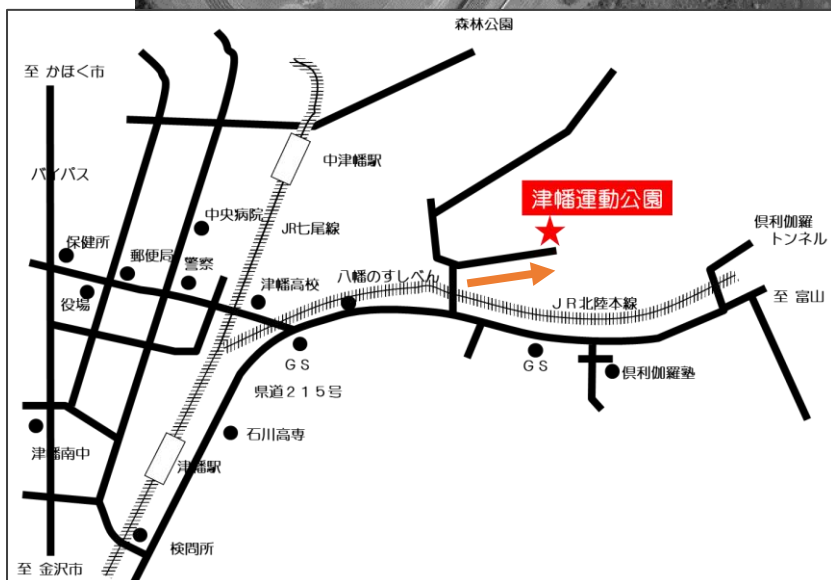 森林公園
至 かほく市
中津幡駅
バイパス
津幡運動公園
中央病院
JR七尾線
倶利伽羅
トンネル
保健所
郵便局
警察
津幡高校
八幡のすしべん
役場
JR北陸本線
至 富山
GS
GS
倶利伽羅塾
県道215号
石川高専
津幡南中
津幡駅
検問所
至 金沢市